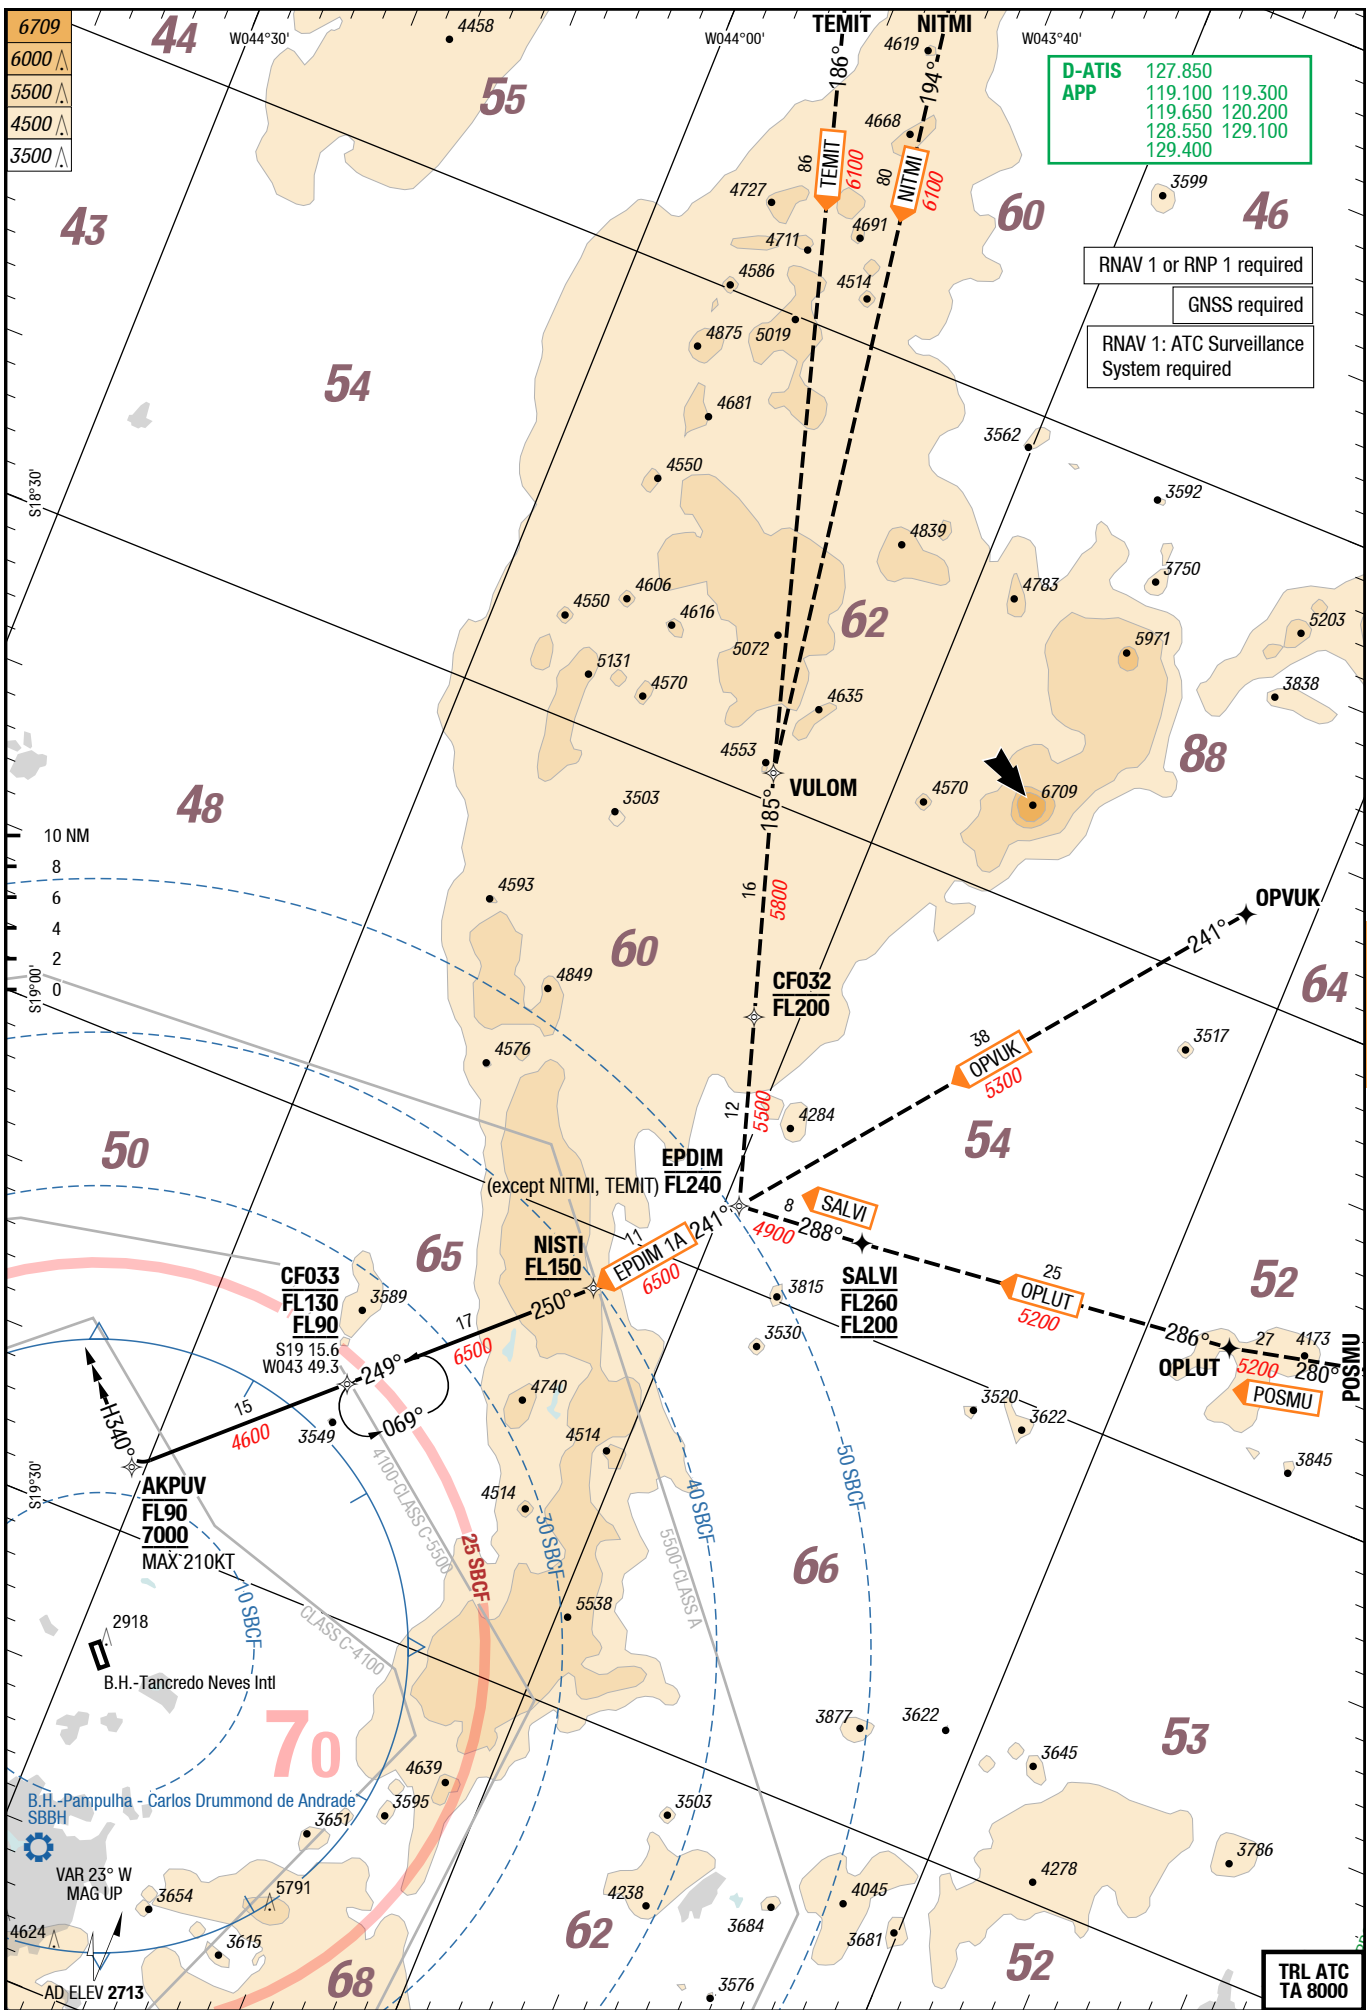 6709
6000
5500
4500
3500
44
W044°30'
4458
55
W044°00'
TEMIT
NITMI
4619
W043°40'
186°
194°
D-ATIS 127.850
APP 119.100 119.300
119.650 120.200
128.550 129.100
129.400
4668
86
TEMIT
6100
80
NITMI
6100
3599
43
4727
60
46
4691
4711
4586
4514
RNAV 1 or RNP 1 required
GNSS required
RNAV 1: ATC Surveillance
System required
4875
5019
54
4681
3562
4550
S18°30'
3592
4839
3750
4606
4550
4616
62
4783
5072
5203
5971
5131
4570
3838
4635
4553
88
VULOM
4570
6709
48
3503
185°
10 NM
8
6
4
2
0
S19°00'
4593
16
5800
OPVUK
241°
60
4849
CF032
FL200
64
4576
38
OPVUK
5300
3517
12
5500
4284
50
54
EPDIM
(except NITMI, TEMIT) FL240
8
SALVI
4900
288°
241°
11
EPDIM 1A
6500
65
NISTI
FL150
SALVI
FL260
FL200
25
OPLUT
5200
52
CF033
FL130
FL90
S19 15.6
W043 49.3
3589
3815
17
250°
6500
3530
286°
OPLUT
27
4173
5200
280°
POSMU
POSMU
249°
069°
15
4600
3549
H340°
4740
3520
3622
4514
3845
S19°30'
AKPUV
FL90
7000
MAX 210KT
4100-CLASS C-5500
4514
30 SBCF
40 SBCF
50 SBCF
25 SBCF
5500-CLASS A
66
10 SBCF
CLASS C-4100
5538
2918
B.H.-Tancredo Neves Intl
70
3877
3622
53
3645
4639
B.H.-Pampulha - Carlos Drummond de Andrade
SBBH
3595
3651
3503
3786
VAR 23° W
MAG UP
3654
5791
4278
4238
4045
4624
3615
62
3684
3681
52
68
AD ELEV 2713
3576
TRL ATC
TA 8000